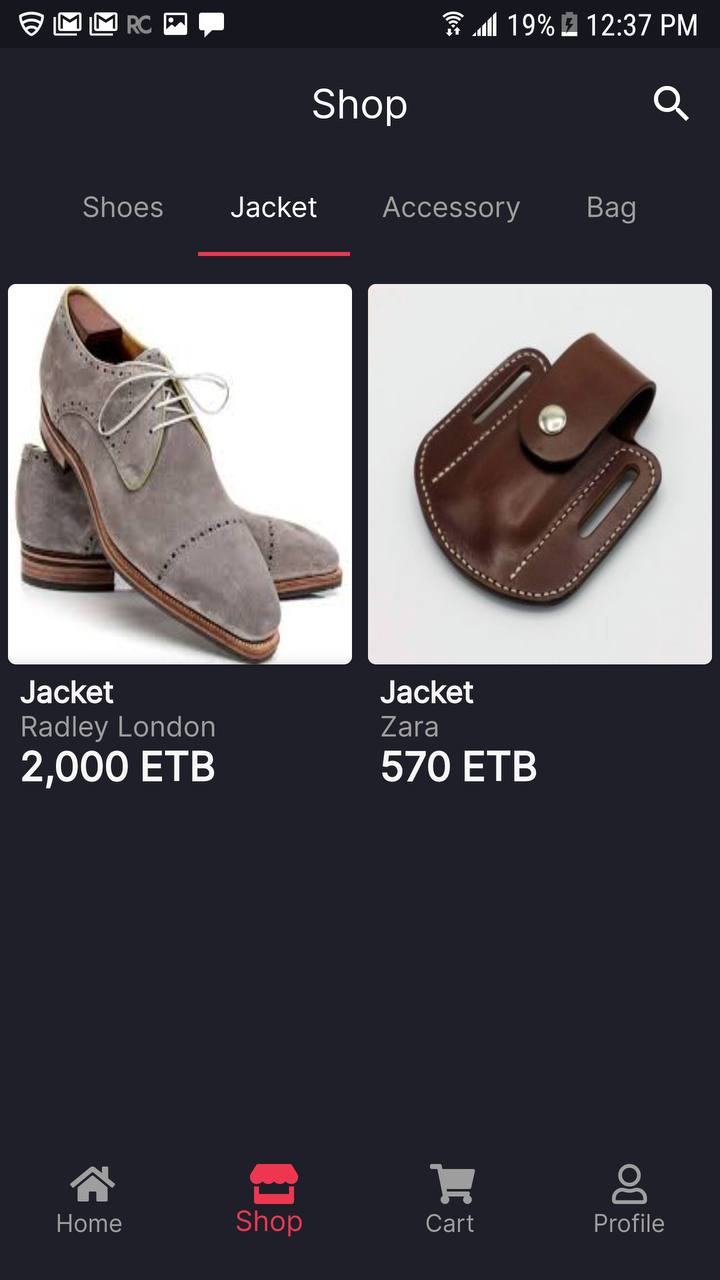 RC 19% 12:37 PM
Shop
Shoes Jacket Accessory Bag
Jacket Jacket
Radley London Zara
2,000 ETB 570 ETB
Home Shop Cart Profile